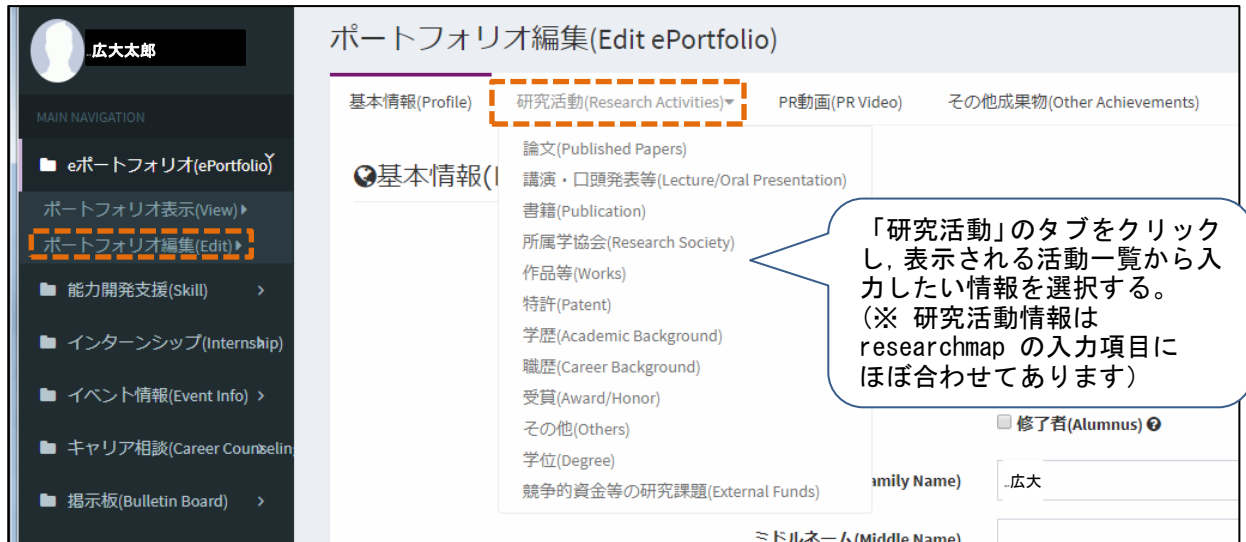 広大太郎
MAIN NAVIGATION
eポートフォリオ(ePortfolio)
ポートフォリオ表示(View)
ポートフォリオ編集(Edit)
能力開発支援(Skill)
インターンシップ(Internship)
イベント情報(Event Info)
キャリア相談(Career Counselin
掲示板(Bulletin Board)
ポートフォリオ編集(Edit ePortfolio)
基本情報(Profile) 研究活動(Research Activities) PR動画(PR Video) その他成果物(Other Achievements)
基本情報(
論文(Published Papers)
講演・口頭発表等(Lecture/Oral Presentation)
書籍(Publication)
所属学協会(Research Society)
作品等(Works)
特許(Patent)
学歴(Academic Background)
職歴(Career Background)
受賞(Award/Honor)
その他(Others)
学位(Degree)
競争的資金等の研究課題(External Funds)
「研究活動」のタブをクリック
し，表示される活動一覧から入
力したい情報を選択する。
(※ 研究活動情報は
researchmap の入力項目に
ほぼ合わせてあります)
修了者(Alumnus)
amily Name) 広大
ミドルネーム(Middle Name)